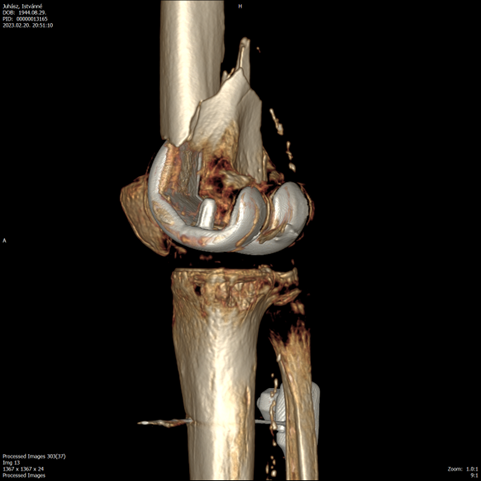 Juhász, Istvánné
DOB: 1944.08.29.
PID: 00000013165
2023.02.20. 20:51:10
H
A
Processed Images 303(37)
Img 13
1367 x 1367 x 24
Processed Images
Zoom: 1.0:1
9:1